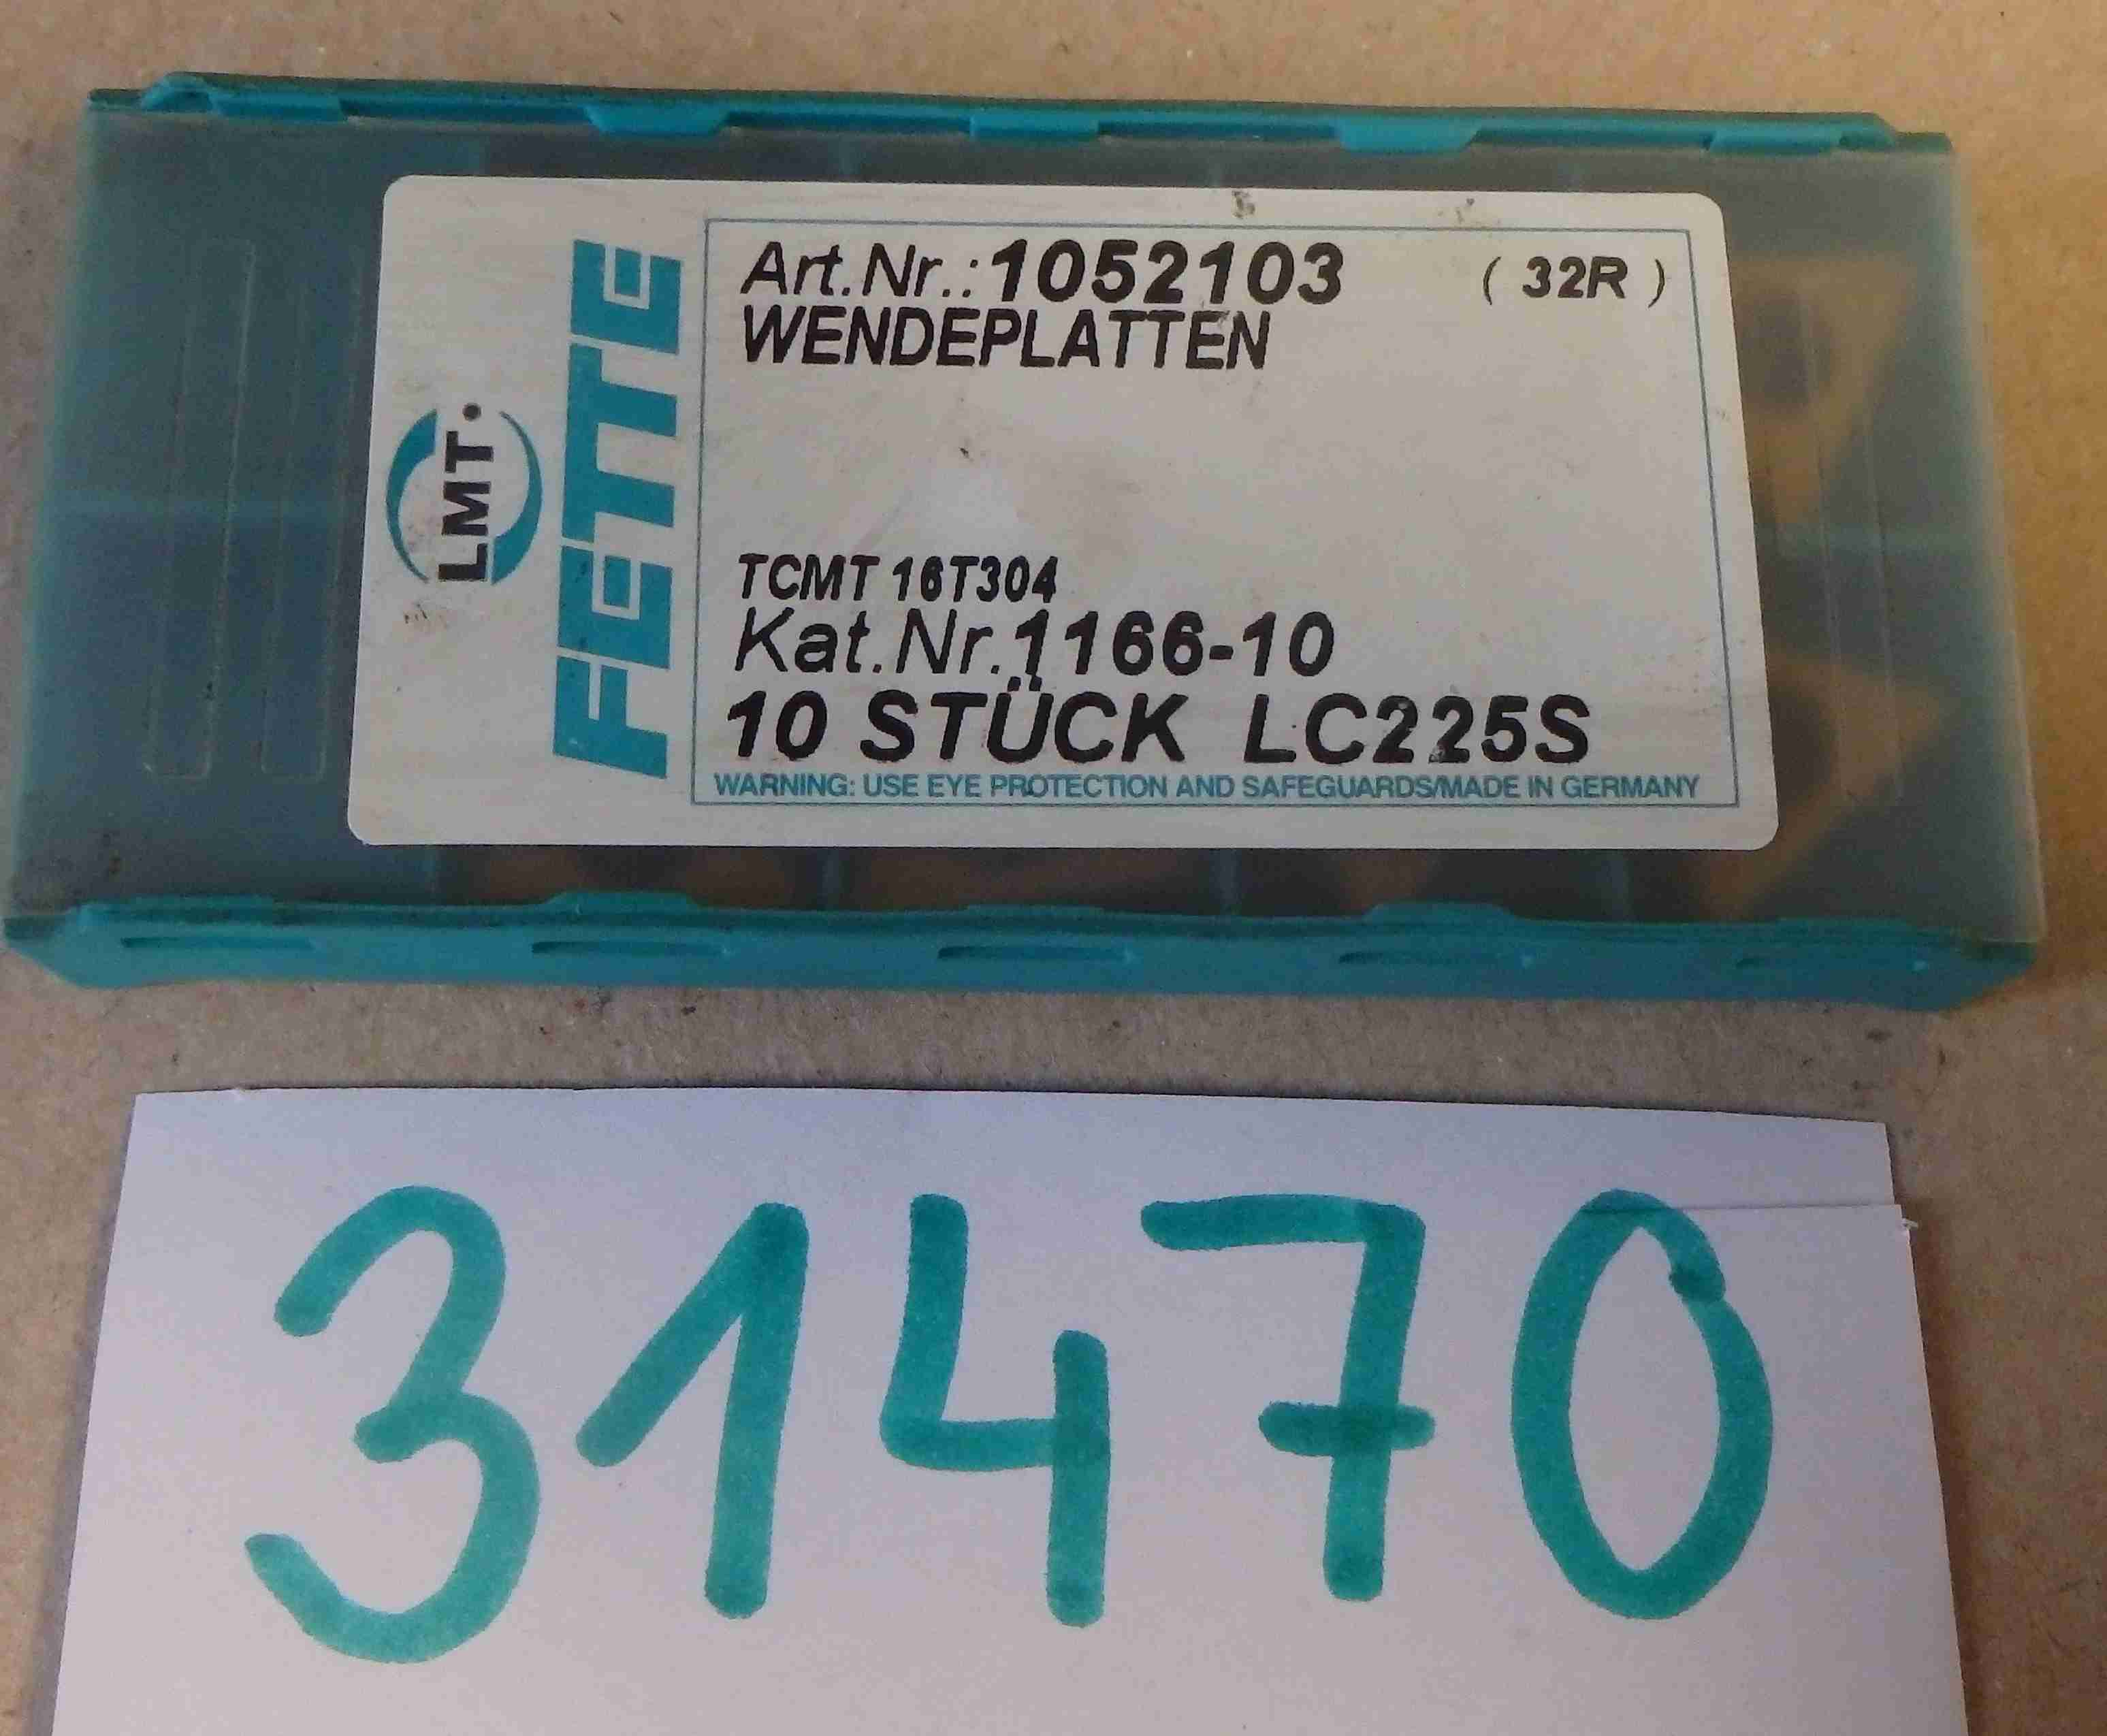 LMT.
FETTE
Art.Nr.:1052103 ( 32R )
WENDEPLATTEN
TCMT 16T304
Kat.Nr.1166-10
10 STÜCK LC225S
WARNING: USE EYE PROTECTION AND SAFEGUARDS/MADE IN GERMANY
31470